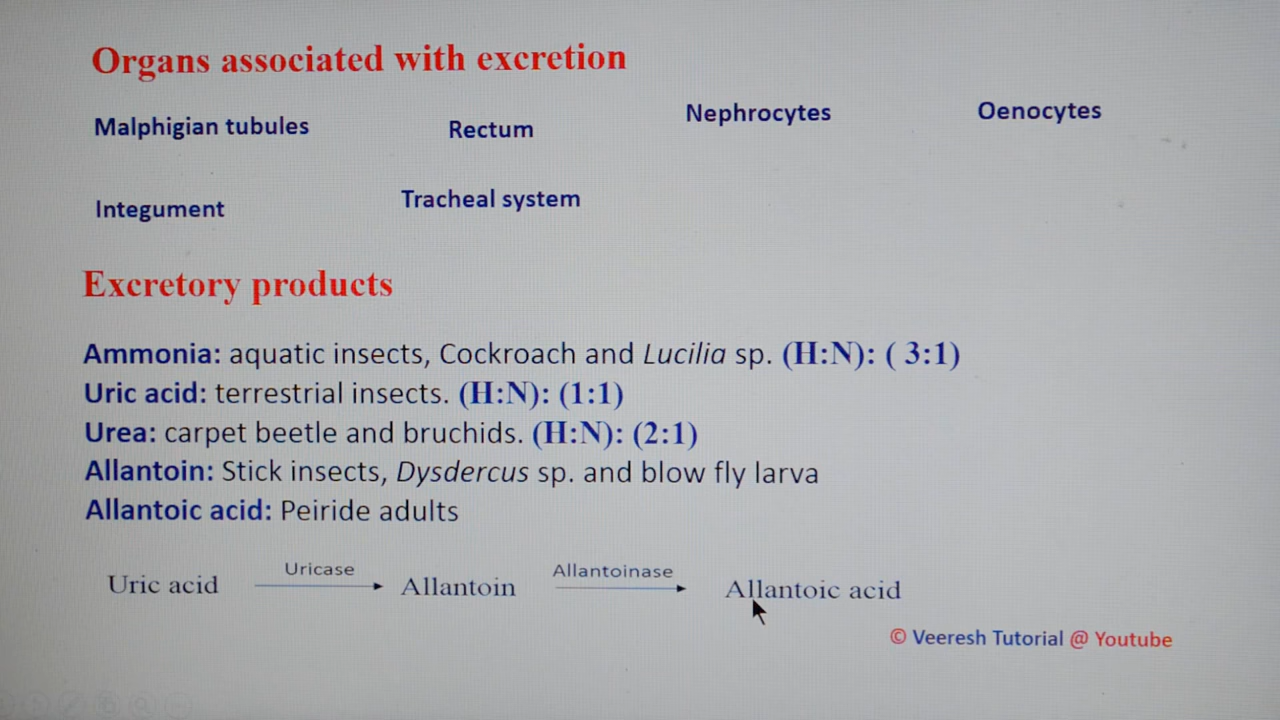 Organs associated with excretion
Malphigian tubules Rectum Nephrocytes Oenocytes
Integument Tracheal system
Excretory products
Ammonia: aquatic insects, Cockroach and Lucilia sp. (H:N): ( 3:1)
Uric acid: terrestrial insects. (H:N): (1:1)
Urea: carpet beetle and bruchids. (H:N): (2:1)
Allantoin: Stick insects, Dysdercus sp. and blow fly larva
Allantoic acid: Peiride adults
Uric acid Uricase Allantoin Allantoinase Allantoic acid
© Veeresh Tutorial @ Youtube